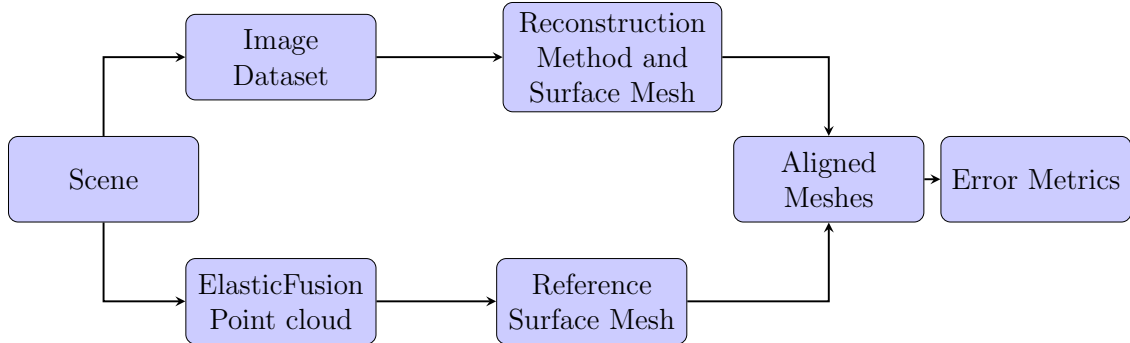 Image
Dataset
Reconstruction
Method and
Surface Mesh
Scene
Aligned
Meshes
Error Metrics
ElasticFusion
Point cloud
Reference
Surface Mesh